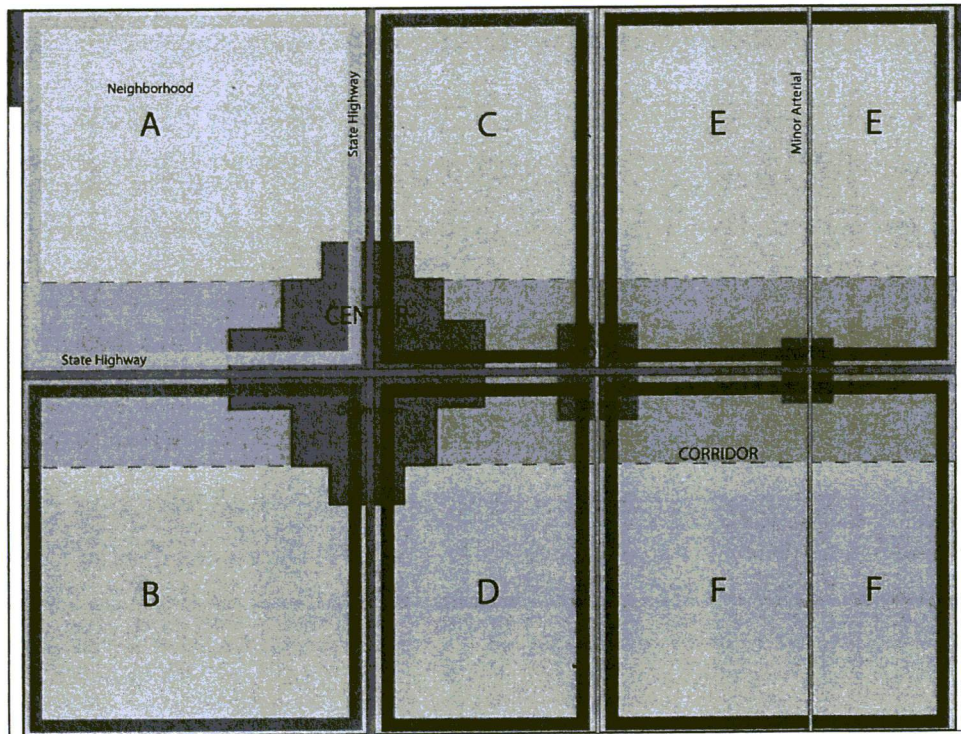 Neighborhood
A
State Highway
C
E
Minor Arterial
E
CENTER
State Highway
CORRIDOR
B
D
F
F